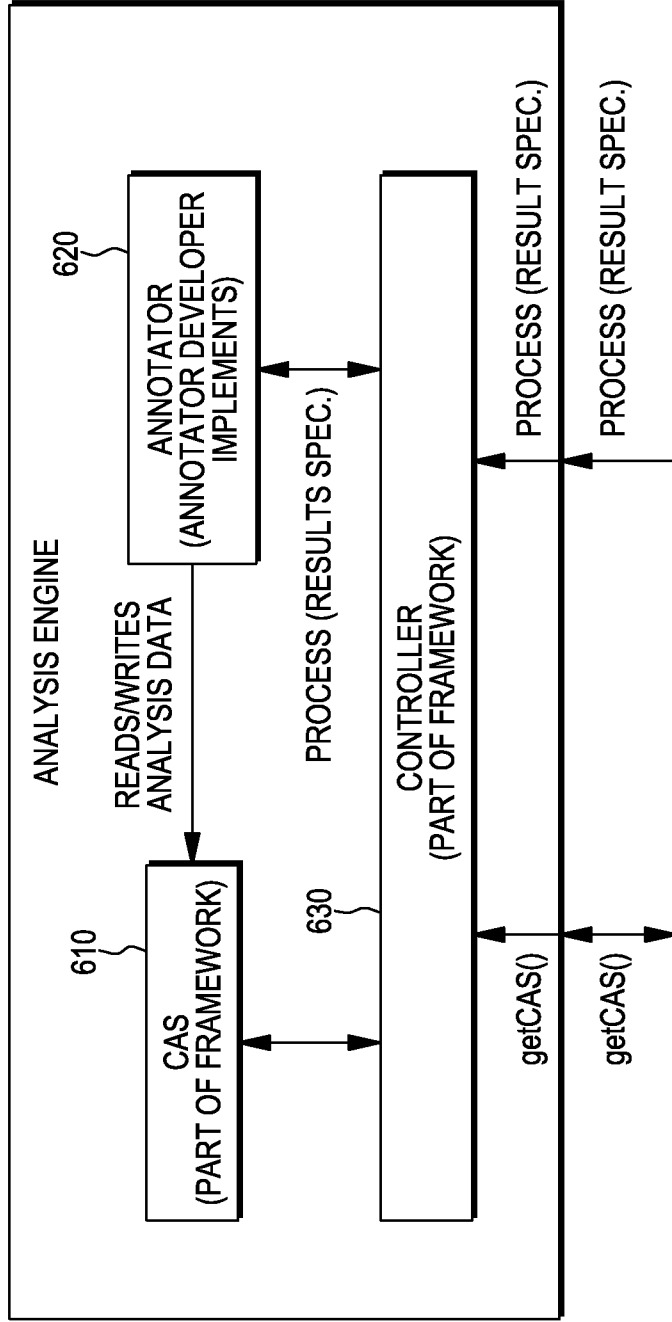 ANALYSIS ENGINE
610
CAS
(PART OF FRAMEWORK)
READS/WRITES
ANALYSIS DATA
620
ANNOTATOR
(ANNOTATOR DEVELOPER
IMPLEMENTS)
PROCESS (RESULTS SPEC.)
630
CONTROLLER
(PART OF FRAMEWORK)
getCAS()
PROCESS (RESULT SPEC.)
getCAS()
PROCESS (RESULT SPEC.)